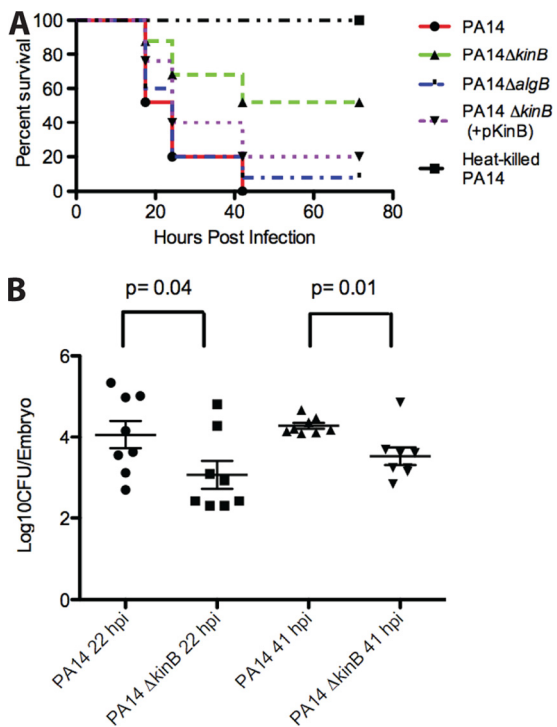 A
Percent survival
100
80
60
40
20
0
0 20 40 60 80
Hours Post Infection
PA14
PA14ΔkinB
PA14ΔalgB
PA14 ΔkinB
(+pKinB)
Heat-killed
PA14
B
p= 0.04
p= 0.01
Log10CFU/Embryo
6
4
2
0
PA14 22 hpi
PA14 ΔkinB 22 hpi
PA14 41 hpi
PA14 ΔkinB 41 hpi